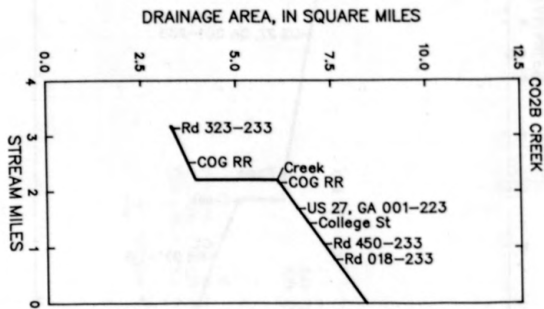 DRAINAGE AREA, IN SQUARE MILES
0.0
2.5
5.0
7.5
10.0
12.5
CO2B CREEK
4
3
2
1
0
STREAM MILES
Rd 323-233
COG RR
Creek
COG RR
US 27, GA 001-223
College St
Rd 450-233
Rd 018-233